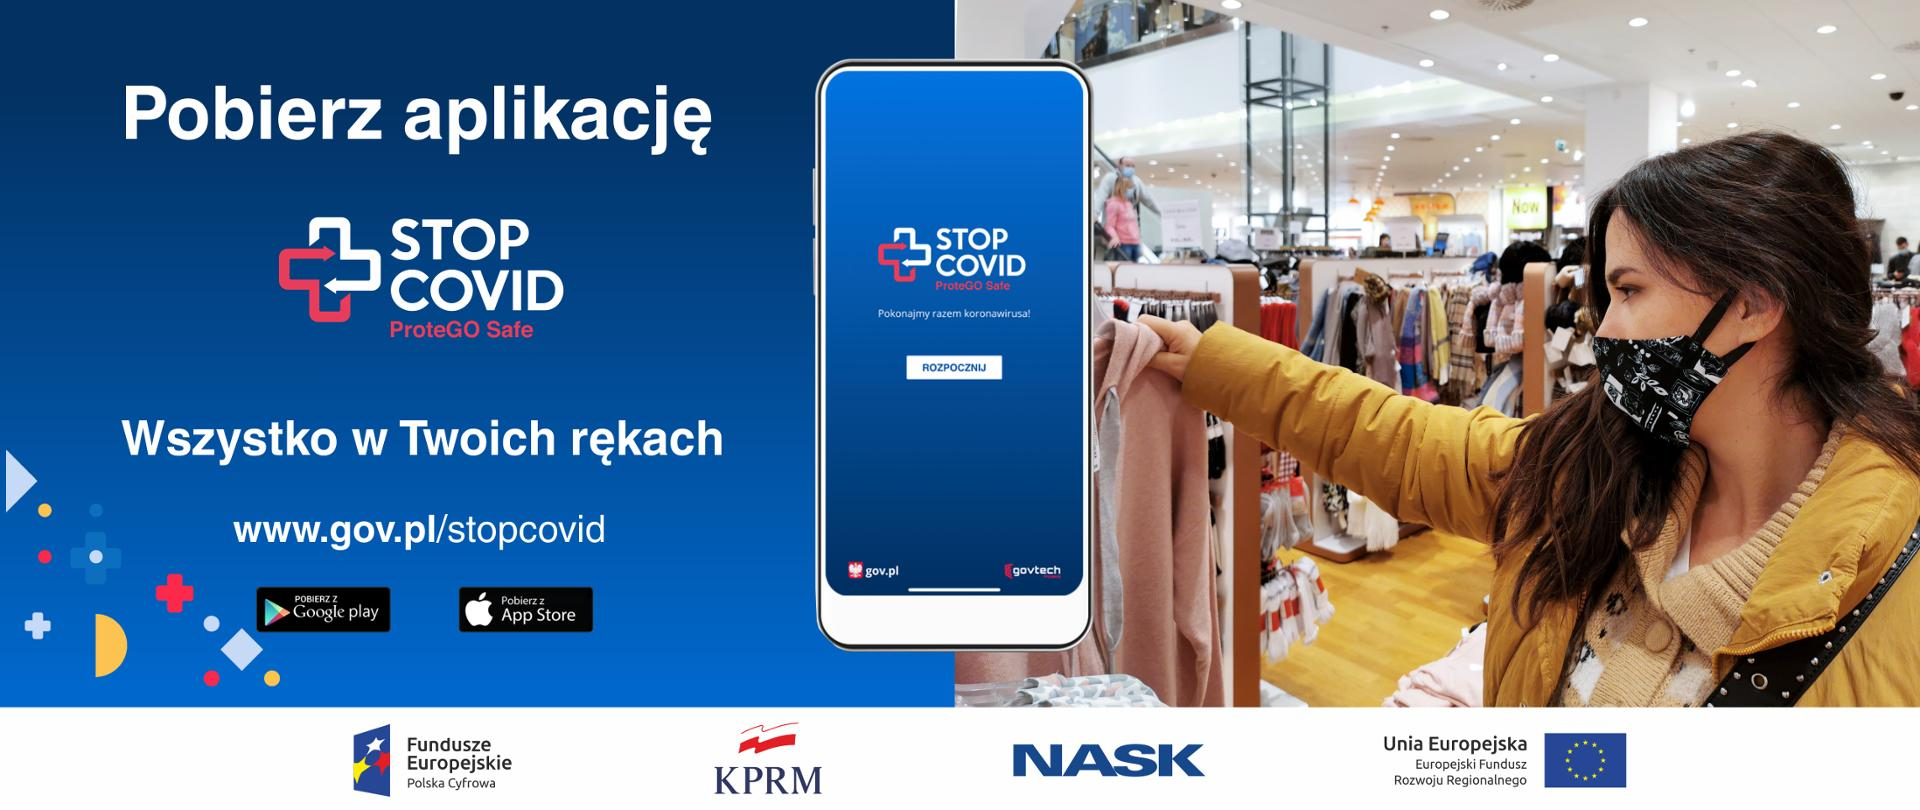 Pobierz aplikację
STOP
COVID
ProteGO Safe
Wszystko w Twoich rękach
www.gov.pl/stopcovid
POBIERZ Z
Google play
Pobierz z
App Store
STOP
COVID
ProteGO Safe
Pokonajmy razem koronawirusa!
ROZPOCZNIJ
gov.pl
govtech
Now
Fundusze
Europejskie
Polska Cyfrowa
KPRM
NASK
Unia Europejska
Europejski Fundusz
Rozwoju Regionalnego